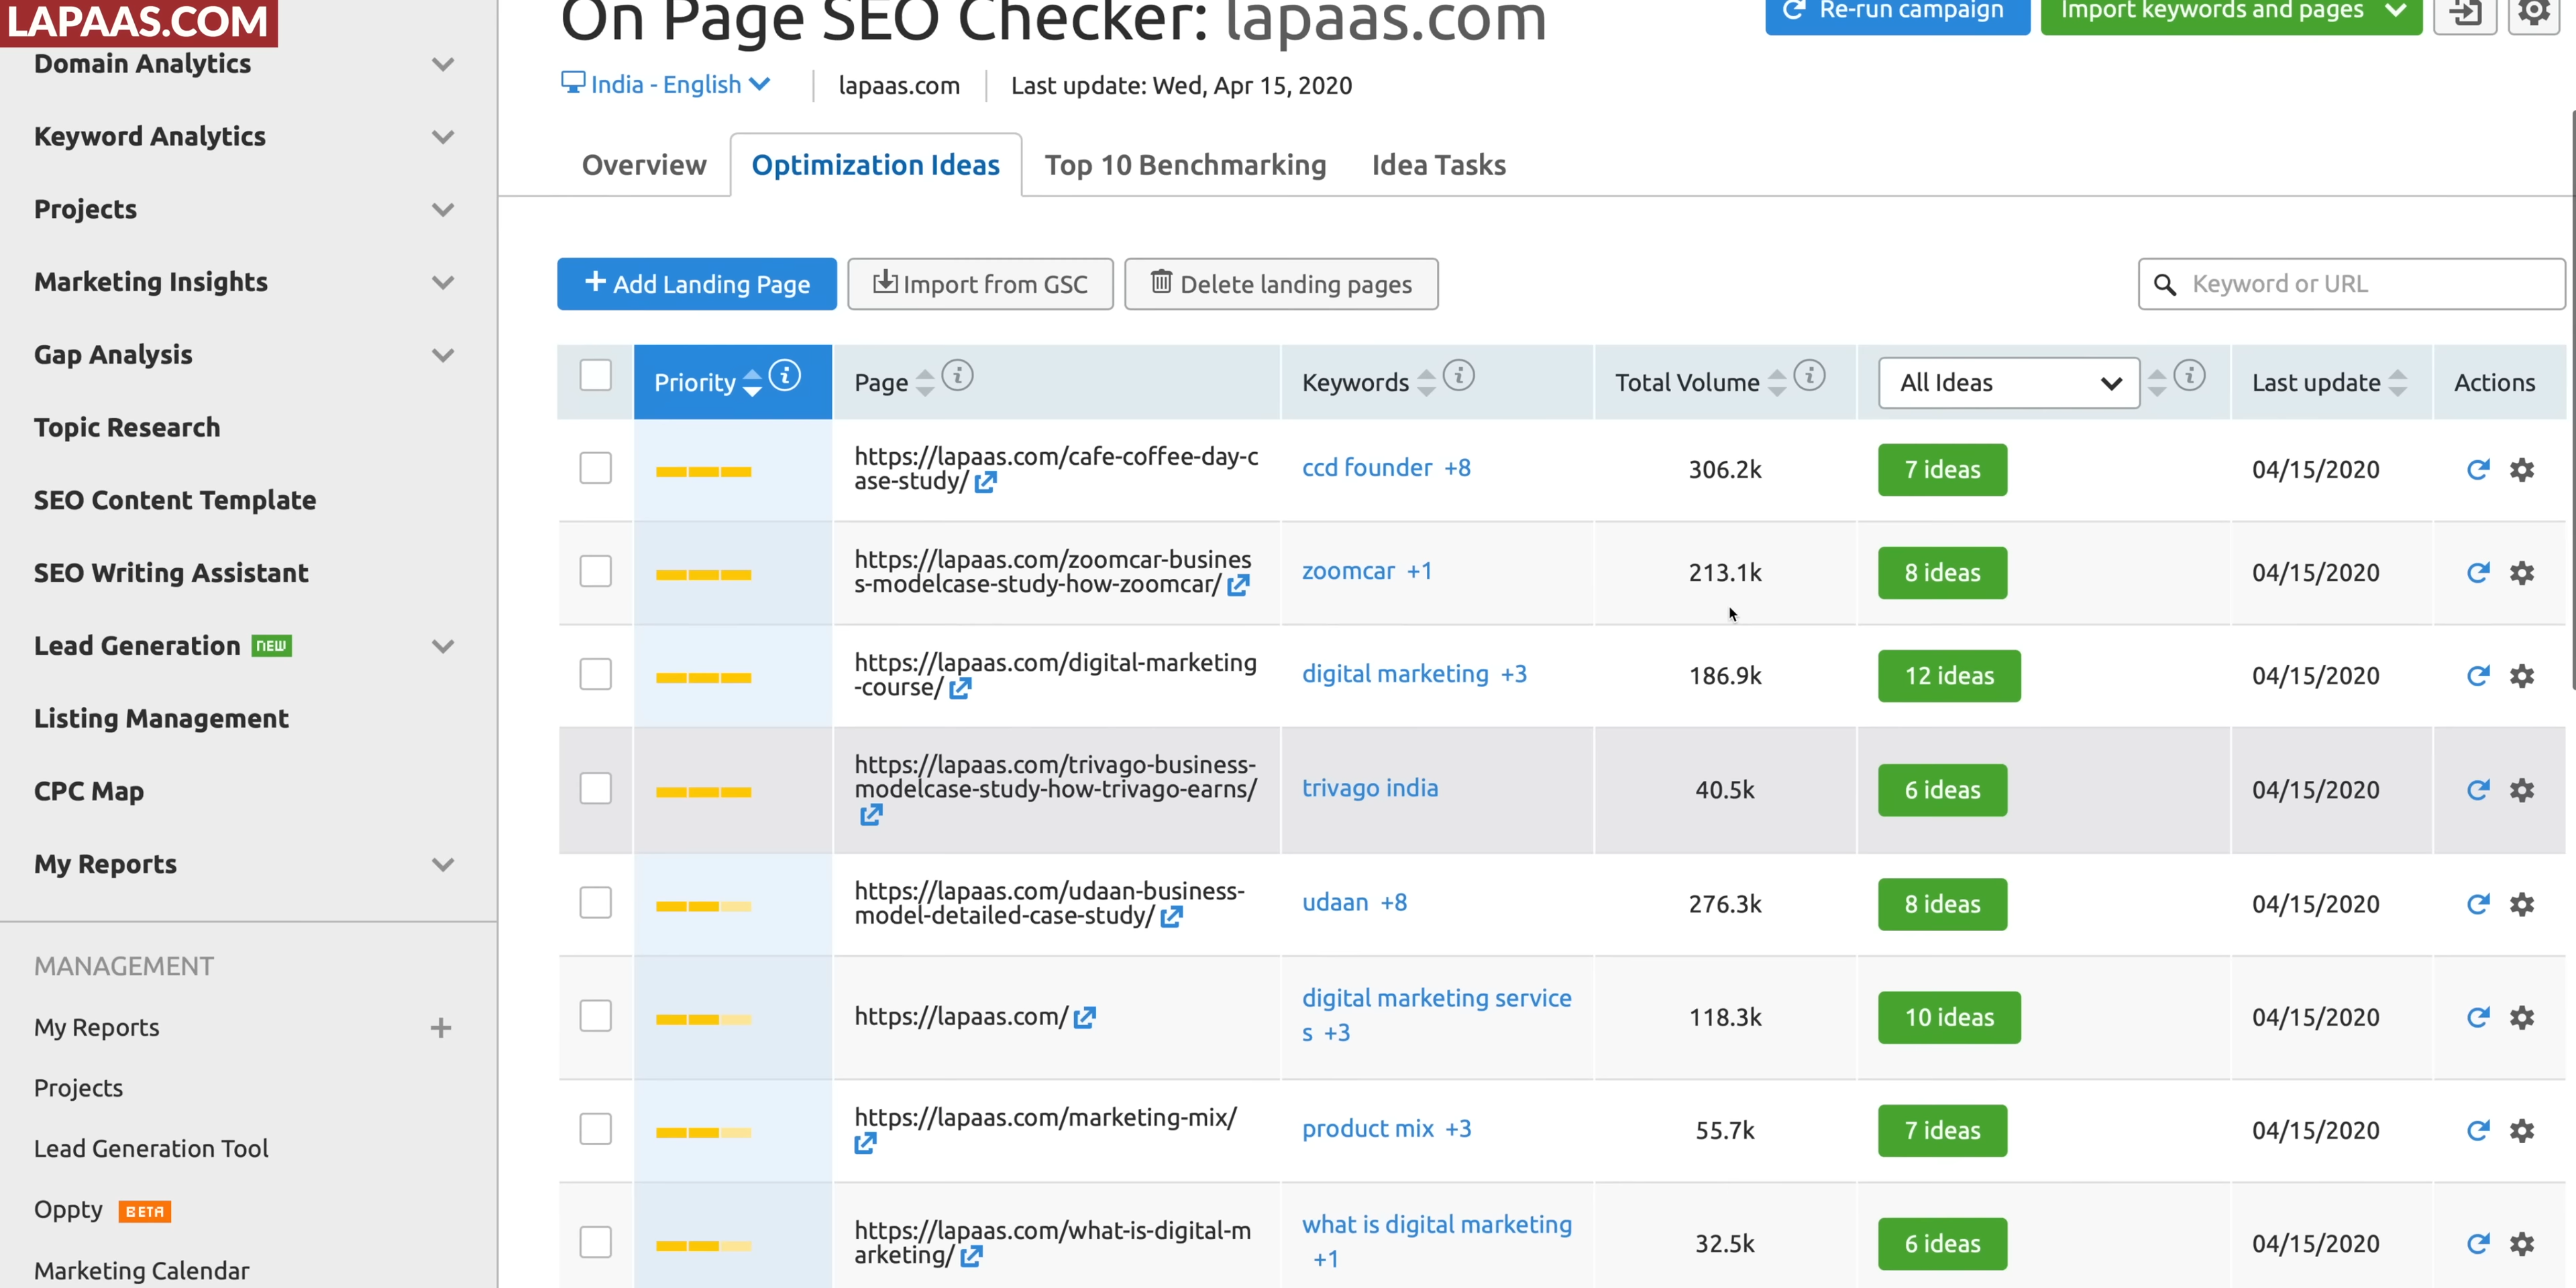 LAPAAS.COM
Domain Analytics
Keyword Analytics
Projects
Marketing Insights
Gap Analysis
Topic Research
SEO Content Template
SEO Writing Assistant
Lead Generation NEW
Listing Management
CPC Map
My Reports
MANAGEMENT
My Reports +
Projects
Lead Generation Tool
Oppty BETA
Marketing Calendar
On Page SEO Checker: lapaas.com
Re-run campaign
Import keywords and pages
India - English
lapaas.com
Last update: Wed, Apr 15, 2020
Overview
Optimization Ideas
Top 10 Benchmarking
Idea Tasks
+ Add Landing Page
Import from GSC
Delete landing pages
Keyword or URL
Priority
Page
Keywords
Total Volume
All Ideas
Last update
Actions
https://lapaas.com/cafe-coffee-day-c
ase-study/
ccd founder +8
306.2k
7 ideas
04/15/2020
https://lapaas.com/zoomcar-busines
s-modelcase-study-how-zoomcar/
zoomcar +1
213.1k
8 ideas
04/15/2020
https://lapaas.com/digital-marketing
-course/
digital marketing +3
186.9k
12 ideas
04/15/2020
https://lapaas.com/trivago-business-
modelcase-study-how-trivago-earns/
trivago india
40.5k
6 ideas
04/15/2020
https://lapaas.com/udaan-business-
model-detailed-case-study/
udaan +8
276.3k
8 ideas
04/15/2020
https://lapaas.com/
digital marketing service
s +3
118.3k
10 ideas
04/15/2020
https://lapaas.com/marketing-mix/
product mix +3
55.7k
7 ideas
04/15/2020
https://lapaas.com/what-is-digital-m
arketing/
what is digital marketing
+1
32.5k
6 ideas
04/15/2020